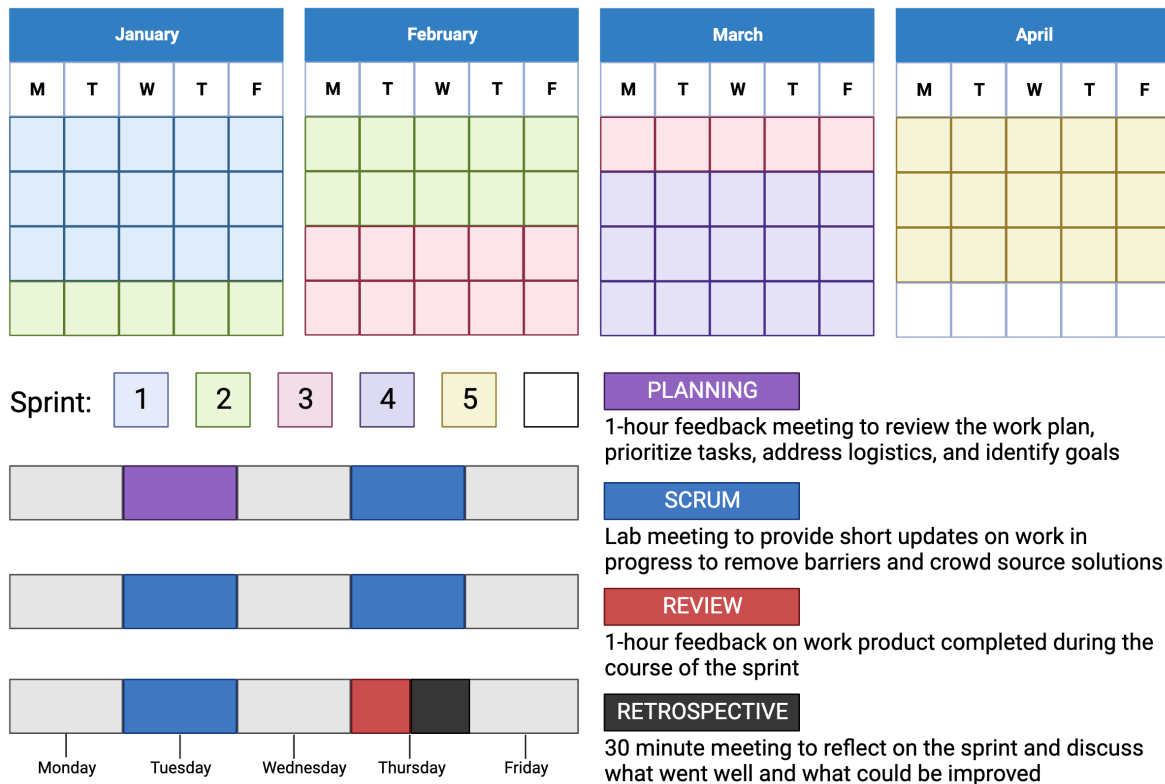 January February March April
M T W T F M T W T F M T W T F M T W T F
Sprint: 1 2 3 4 5
PLANNING
1-hour feedback meeting to review the work plan,
prioritize tasks, address logistics, and identify goals
SCRUM
Lab meeting to provide short updates on work in
progress to remove barriers and crowd source solutions
REVIEW
1-hour feedback on work product completed during the
course of the sprint
RETROSPECTIVE
30 minute meeting to reflect on the sprint and discuss
what went well and what could be improved
Monday Tuesday Wednesday Thursday Friday